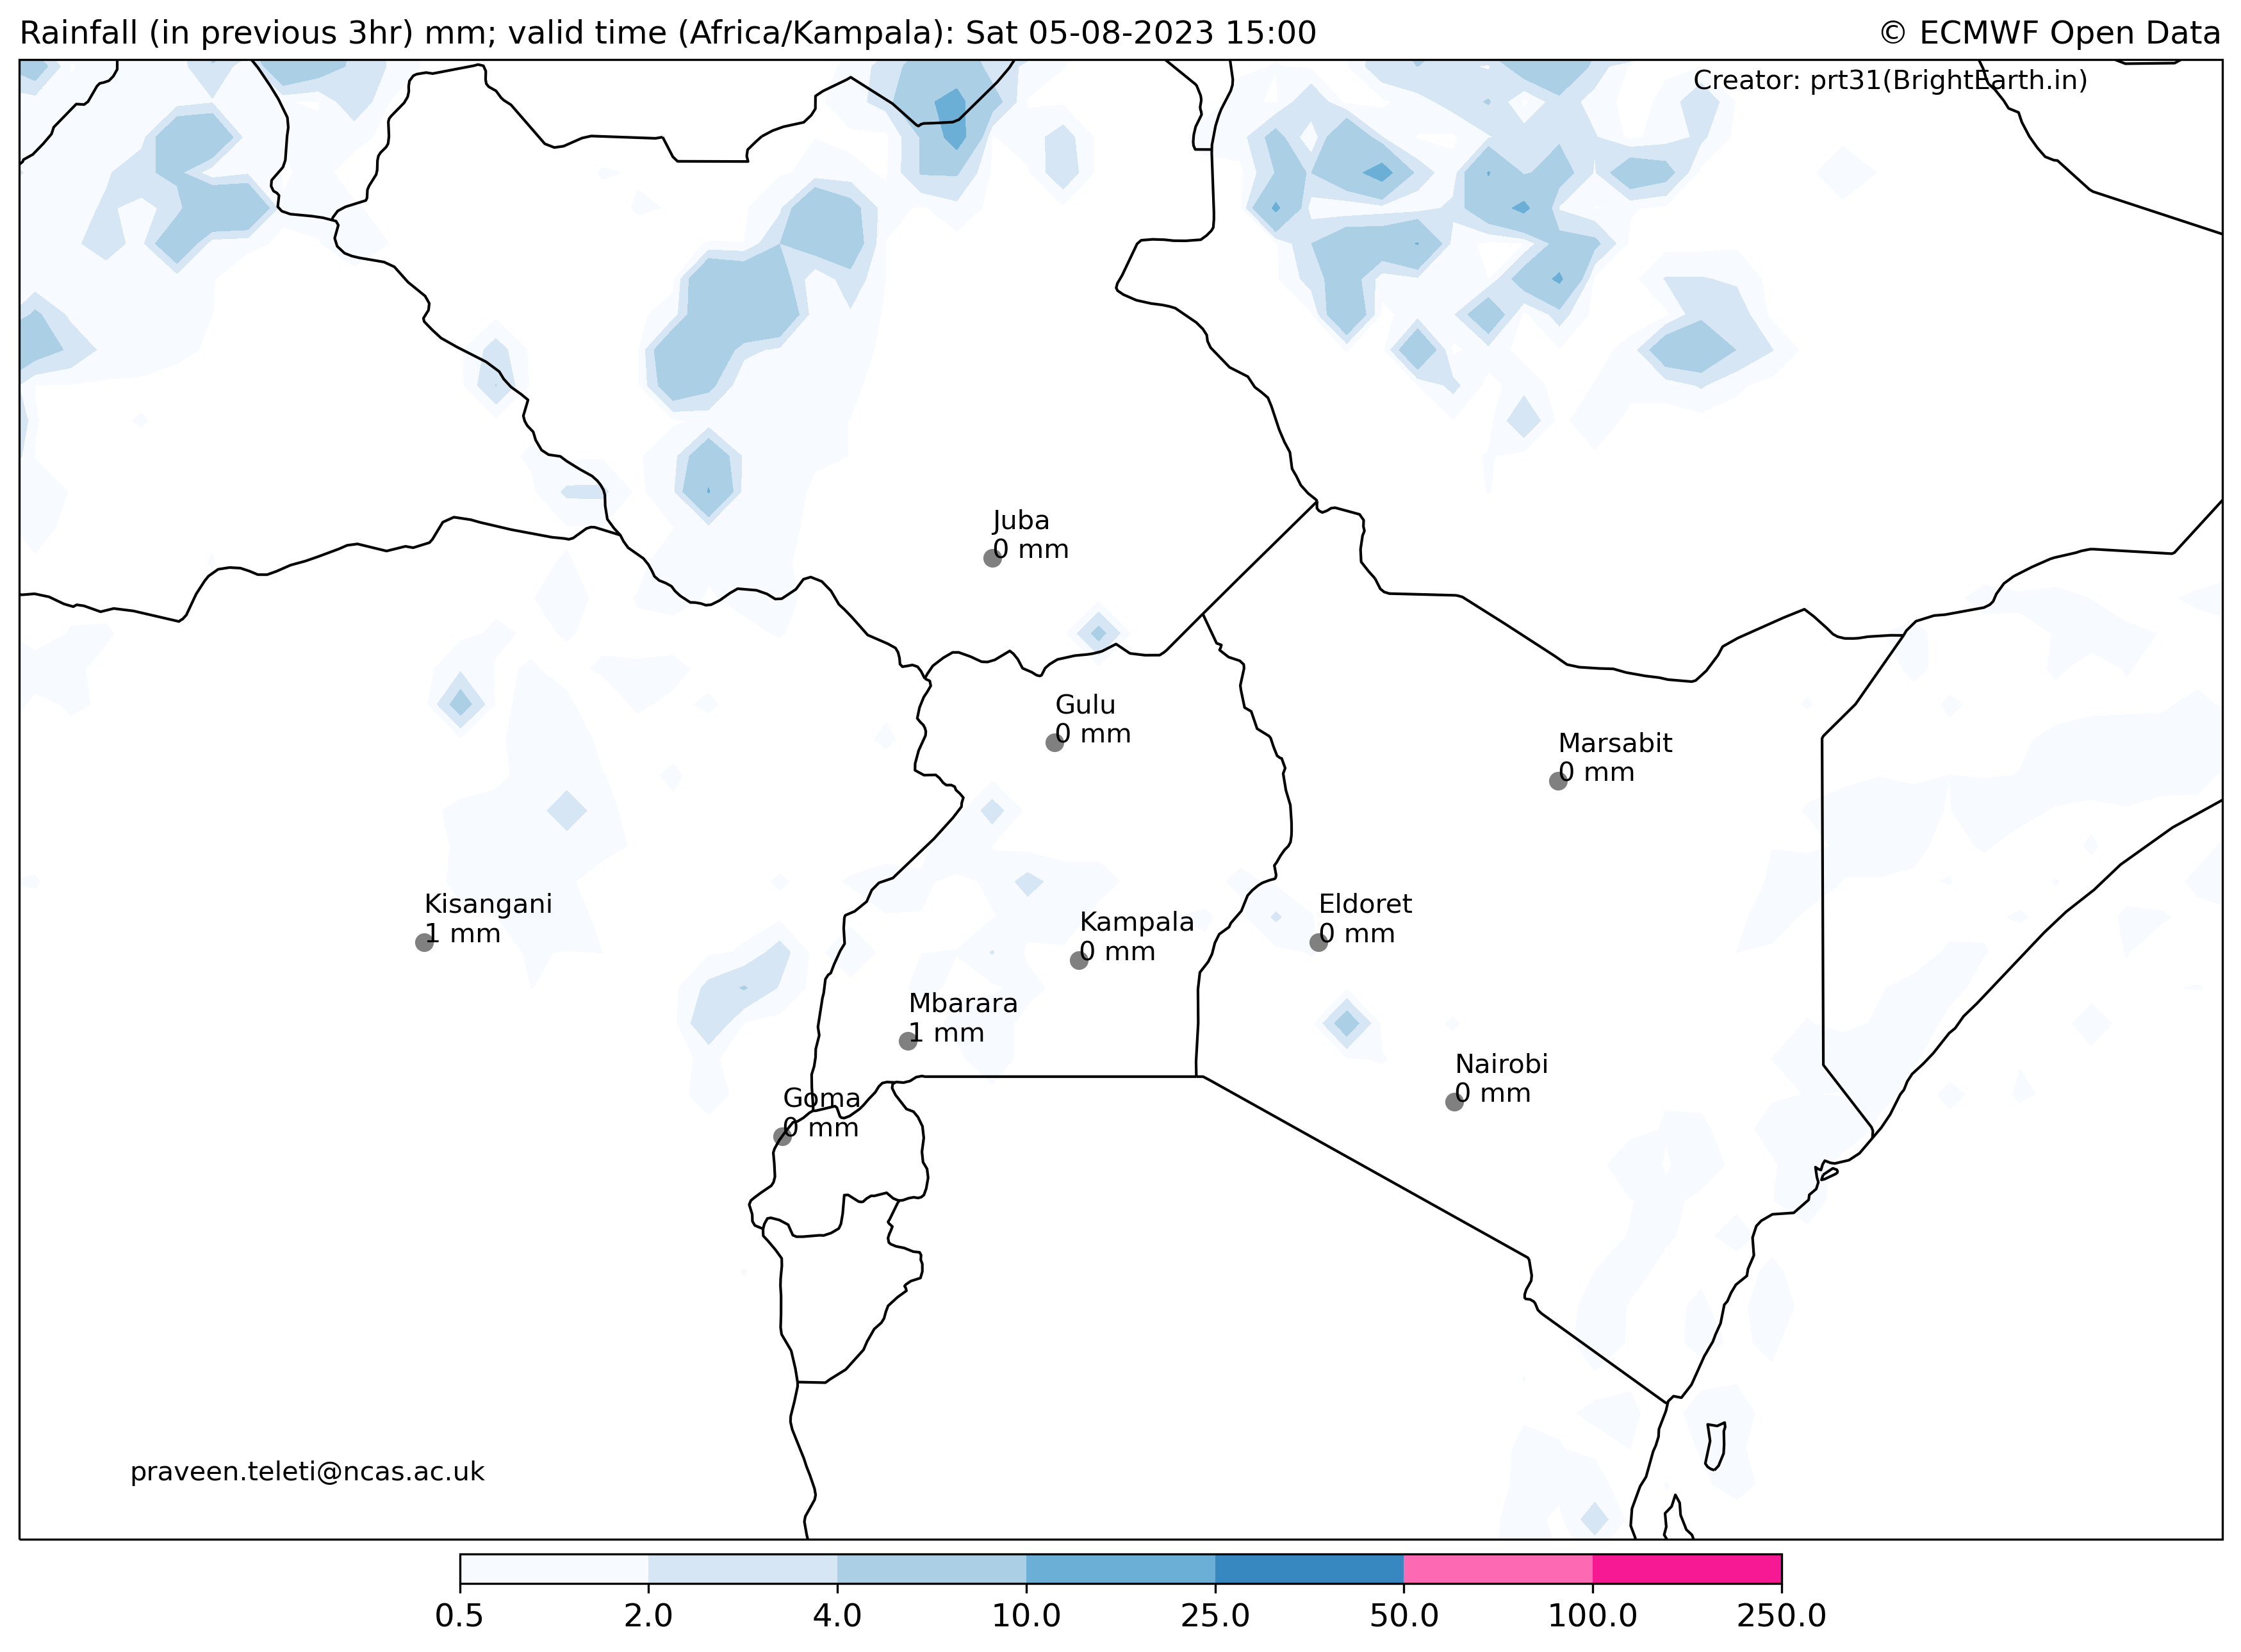 Rainfall (in previous 3hr) mm; valid time (Africa/Kampala): Sat 05-08-2023 15:00
© ECMWF Open Data
Creator: prt31(BrightEarth.in)
Juba
0 mm
Gulu
0 mm
Marsabit
0 mm
Kisangani
1 mm
Kampala
0 mm
Eldoret
0 mm
Mbarara
1 mm
Nairobi
0 mm
Goma
0 mm
praveen.teleti@ncas.ac.uk
0.5 2.0 4.0 10.0 25.0 50.0 100.0 250.0